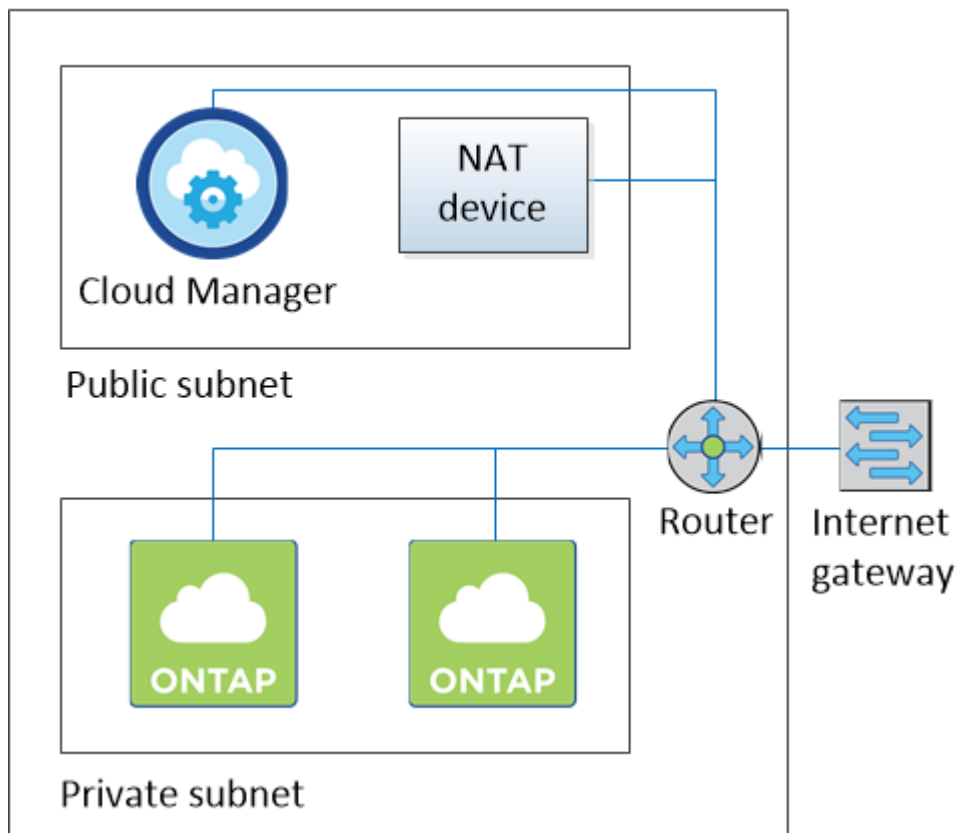 NAT
device
Cloud Manager
Public subnet
Router
Internet
gateway
ONTAP
ONTAP
Private subnet